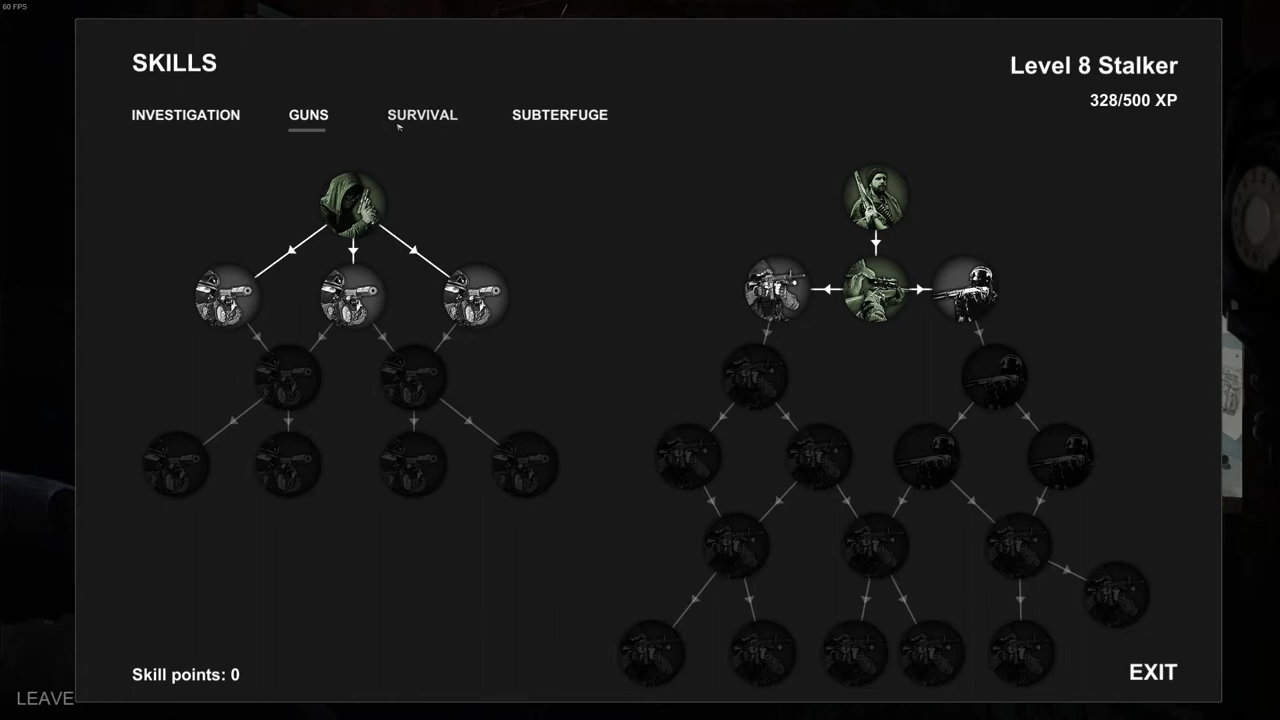 60 FPS
SKILLS
Level 8 Stalker
328/500 XP
INVESTIGATION
GUNS
SURVIVAL
SUBTERFUGE
Skill points: 0
EXIT
LEAVE